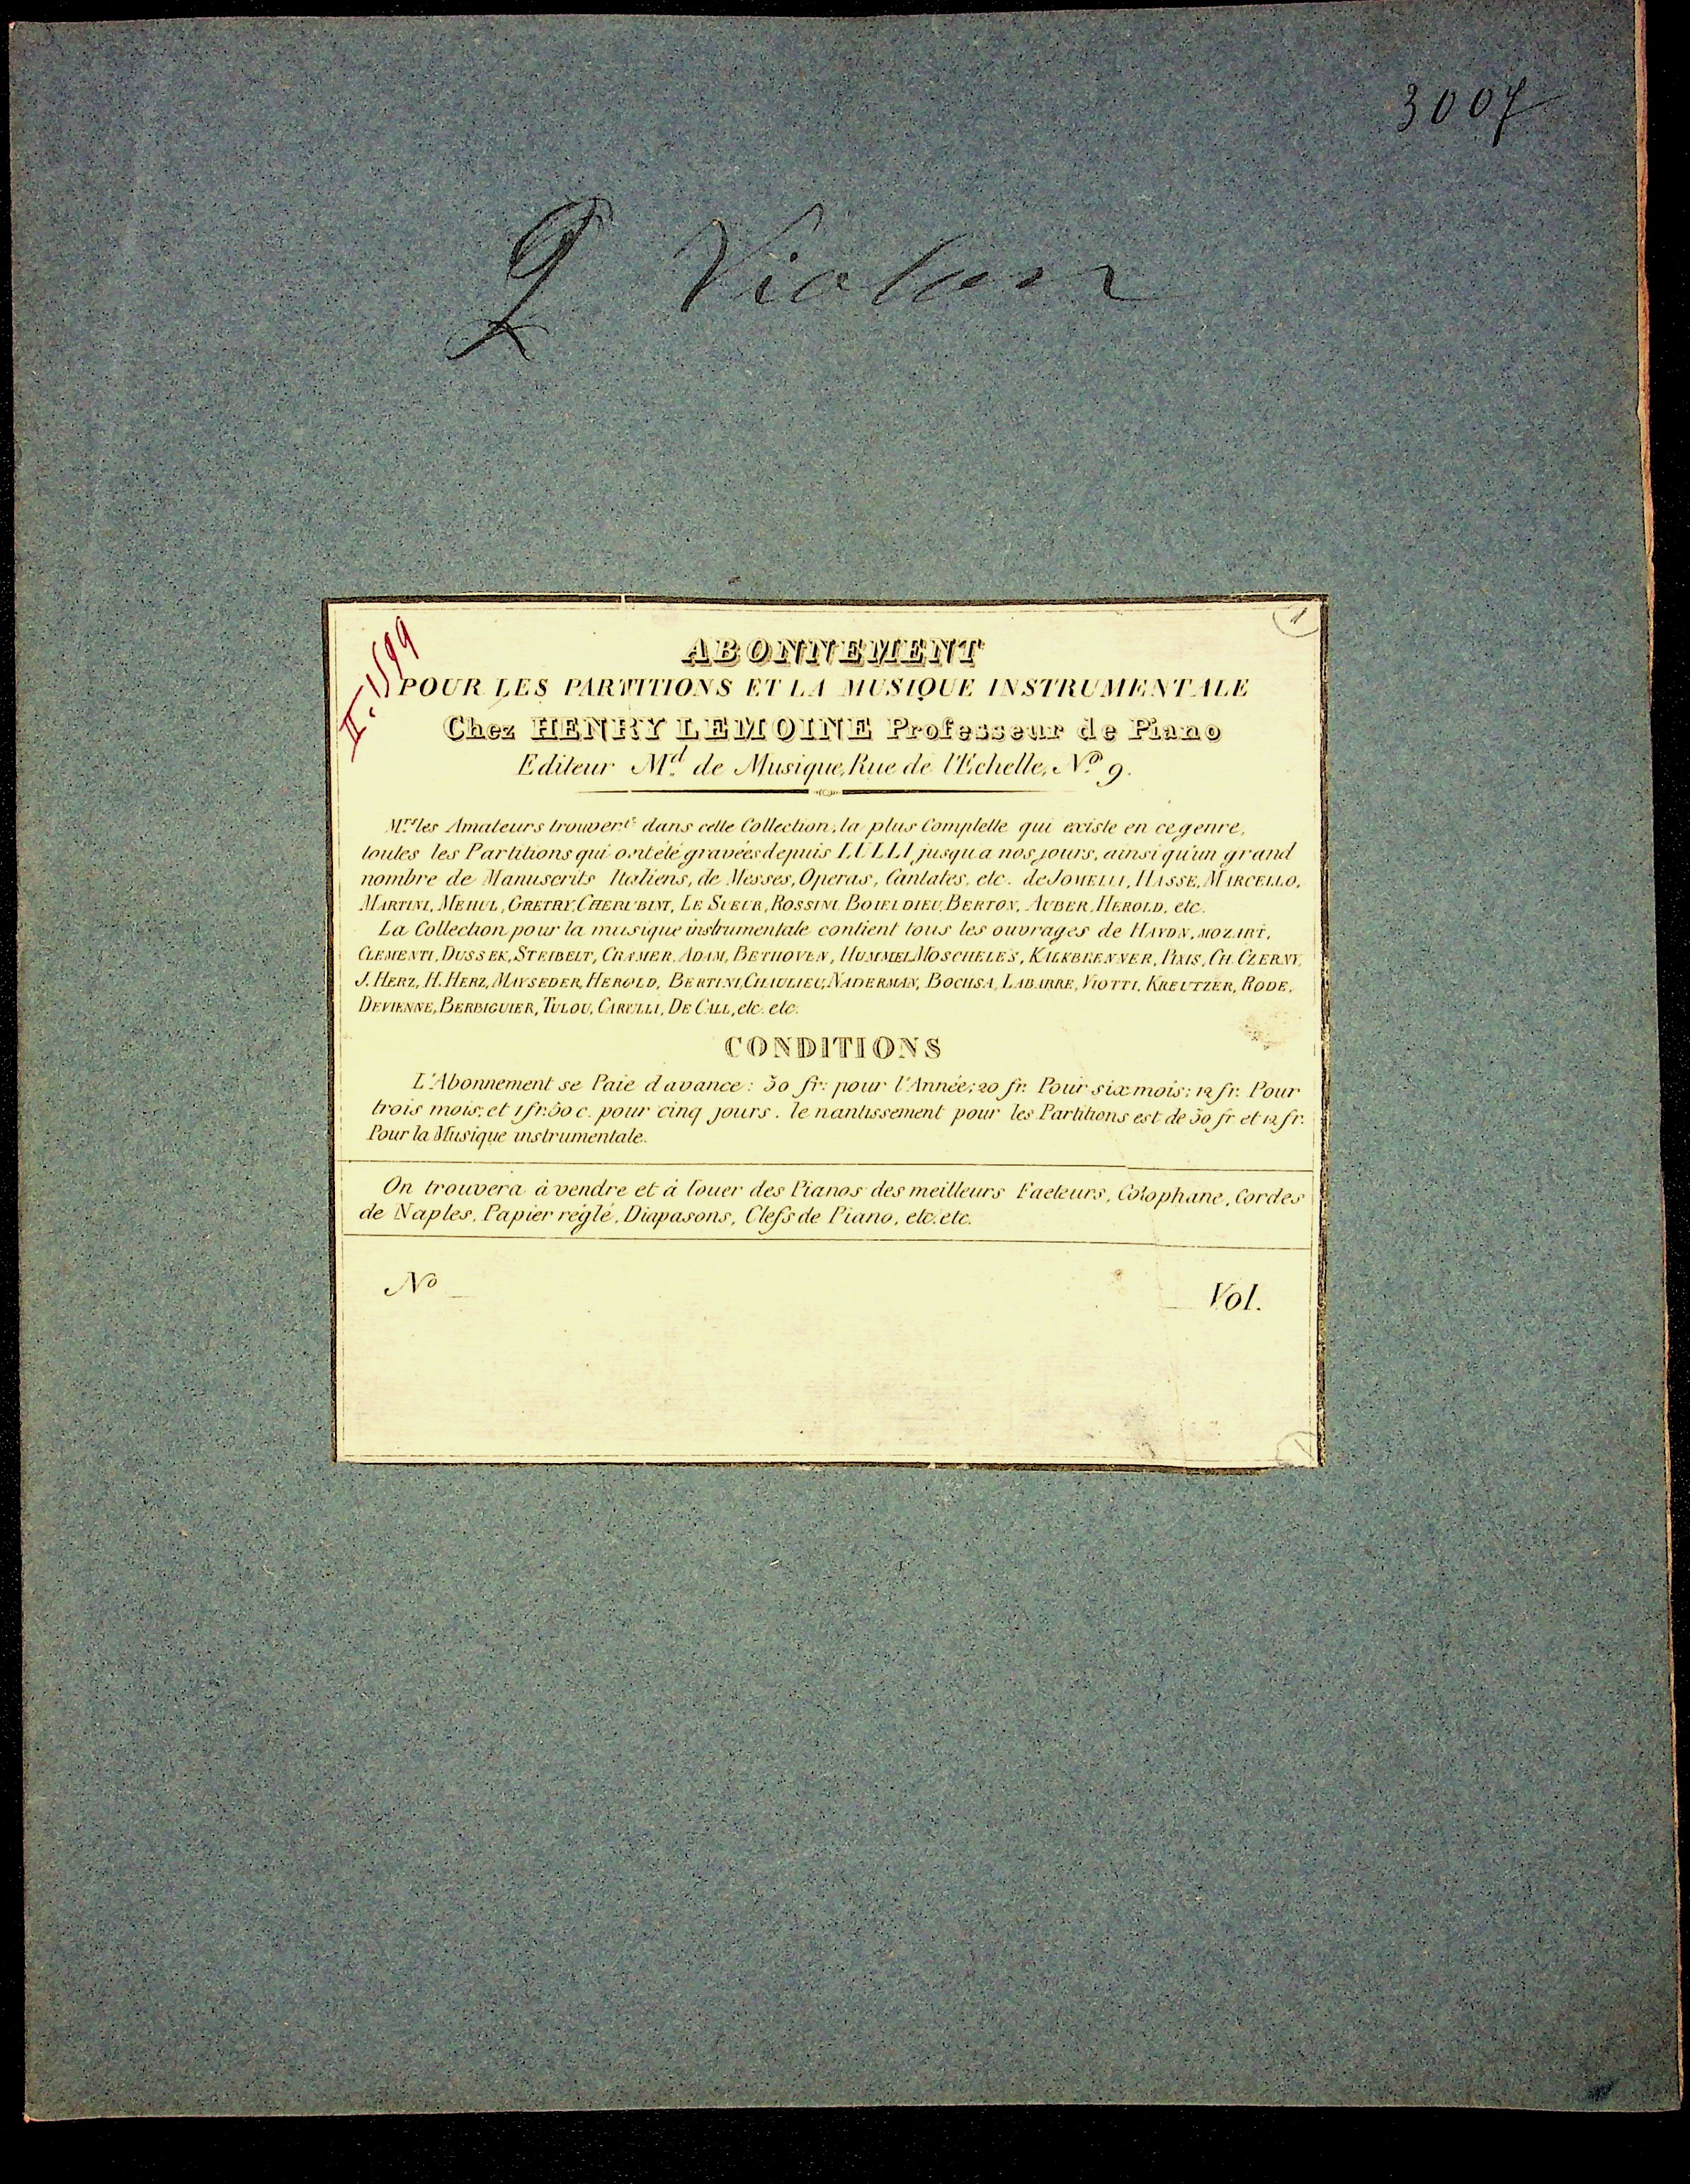 3007
2 Violon
1
II. 1599
ABONNEMENT
POUR LES PARTITIONS ET LA MUSIQUE INSTRUMENTALE
Chez HENRY LEMOINE Professeur de Piano
Editeur Md. de Musique, Rue de l'Echelle, No. 9.
Mrs les Amateurs trouvert. dans cette Collection, la plus Complette qui existe en ce genre,
toutes les Partitions qui ont été gravées depuis LULLI jusqu'a nos jours, ainsi qu'un grand
nombre de Manuscrits Italiens, de Messes, Operas, Cantates, etc. de JOMELLI, HASSE, MARCELLO,
MARTINI, MEHUL, GRETRY, CHERUBINI, LE SUEUR, ROSSINI, BOIELDIEU, BERTON, AUBER, HEROLD, etc.
La Collection pour la musique instrumentale contient tous les ouvrages de HAYDN, MOZART,
CLEMENTI, DUSSEK, STEIBELT, CRAMER, ADAM, BETHOVEN, HUMMEL, MOSCHELES, KALKBRENNER, PIXIS, CH. CZERNY,
J. HERZ, H. HERZ, MAYSEDER, HEROLD, BERTINI, CHAULIEU, NADERMAN, BOCHSA, LABARRE, VIOTTI, KREUTZER, RODE,
DEVIENNE, BERBIGUIER, TULOU, CARULLI, DE CALL, etc. etc.
CONDITIONS
L'Abonnement se Paie d'avance: 30 fr. pour l'Année; 20 fr. Pour six mois; 12 fr. Pour
trois mois; et 1 fr. 50 c. pour cinq jours. le nantissement pour les Partitions est de 30 fr et 12 fr.
Pour la Musique instrumentale.
On trouvera à vendre et à louer des Pianos des meilleurs Facteurs, Colophane, Cordes
de Naples, Papier réglé, Diapasons, Clefs de Piano, etc. etc.
No
Vol.